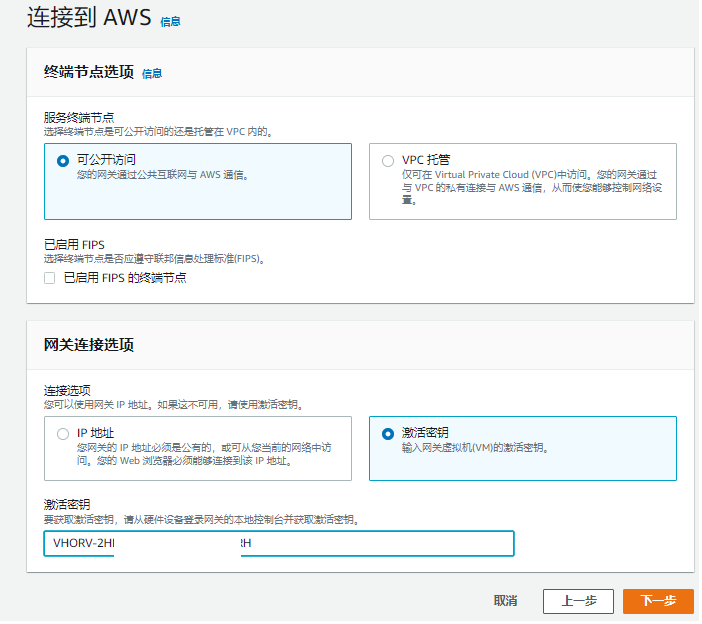 连接到 AWS 信息
终端节点选项 信息
服务终端节点
选择终端节点是可公开访问的还是托管在 VPC 内的。
可公开访问
您的网关通过公共互联网与 AWS 通信。
VPC 托管
仅可在 Virtual Private Cloud (VPC)中访问。您的网关通过
与 VPC 的私有连接与 AWS 通信，从而使您能够控制网络设
置。
已启用 FIPS
选择终端节点是否应遵守联邦信息处理标准(FIPS)。
已启用 FIPS 的终端节点
网关连接选项
连接选项
您可以使用网关 IP 地址。如果这不可用，请使用激活密钥。
IP 地址
您网关的 IP 地址必须是公有的，或可从您当前的网络中访
问。您的 Web 浏览器必须能够连接到该 IP 地址。
激活密钥
输入网关虚拟机(VM)的激活密钥。
激活密钥
要获取激活密钥，请从硬件设备登录网关的本地控制台并获取激活密钥。
VHORV-2H
取消
上一步
下一步